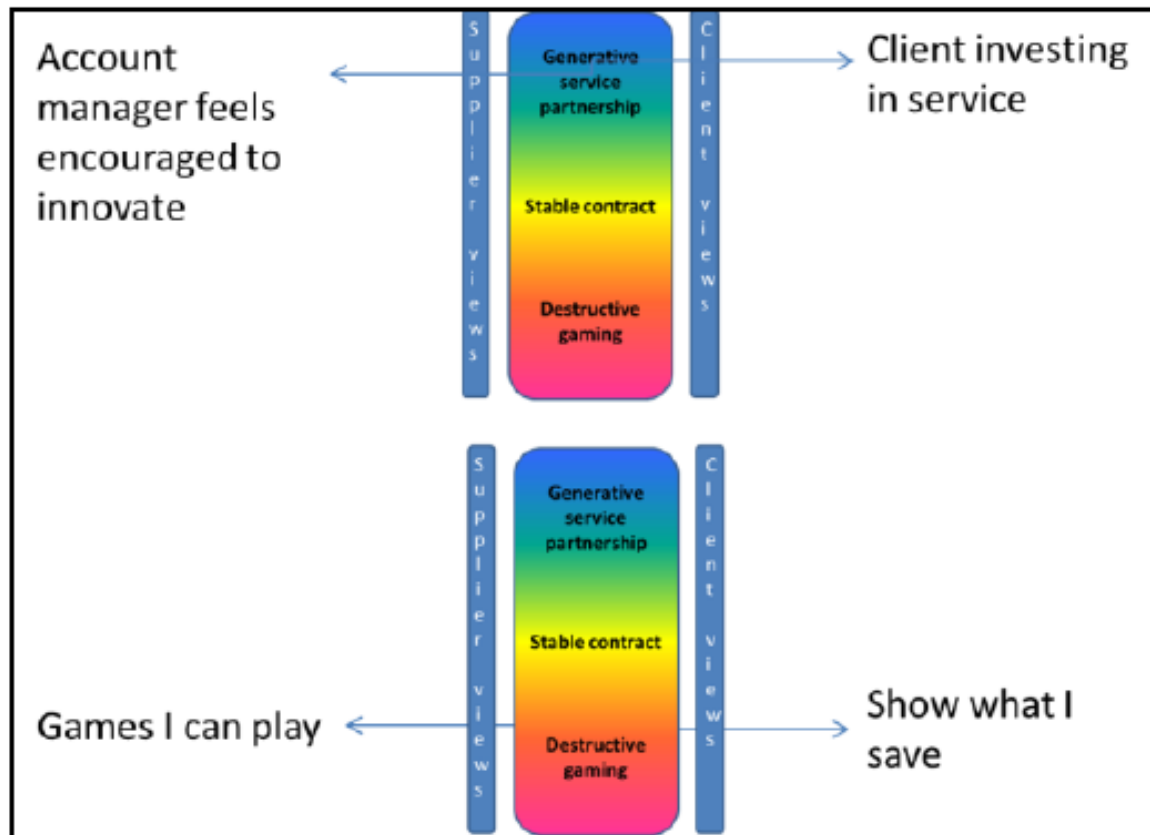 Account
manager feels
encouraged to
innovate
Supplier views
Generative
service
partnership
Stable contract
Destructive
gaming
Client views
Client investing
in service
Games I can play
Supplier views
Generative
service
partnership
Stable contract
Destructive
gaming
Client views
Show what I
save